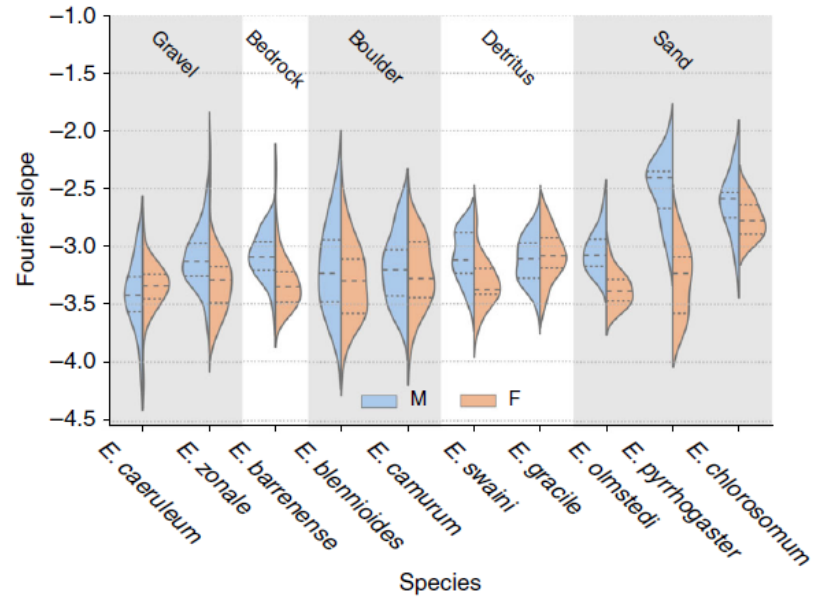 Gravel
Bedrock
Boulder
Detritus
Sand
−1.0
−1.5
−2.0
−2.5
−3.0
−3.5
−4.0
−4.5
Fourier slope
M
F
E. caeruleum
E. zonale
E. barrenense
E. blennioides
E. camurum
E. swaini
E. gracile
E. olmstedi
E. pyrrhogaster
E. chlorosomum
Species